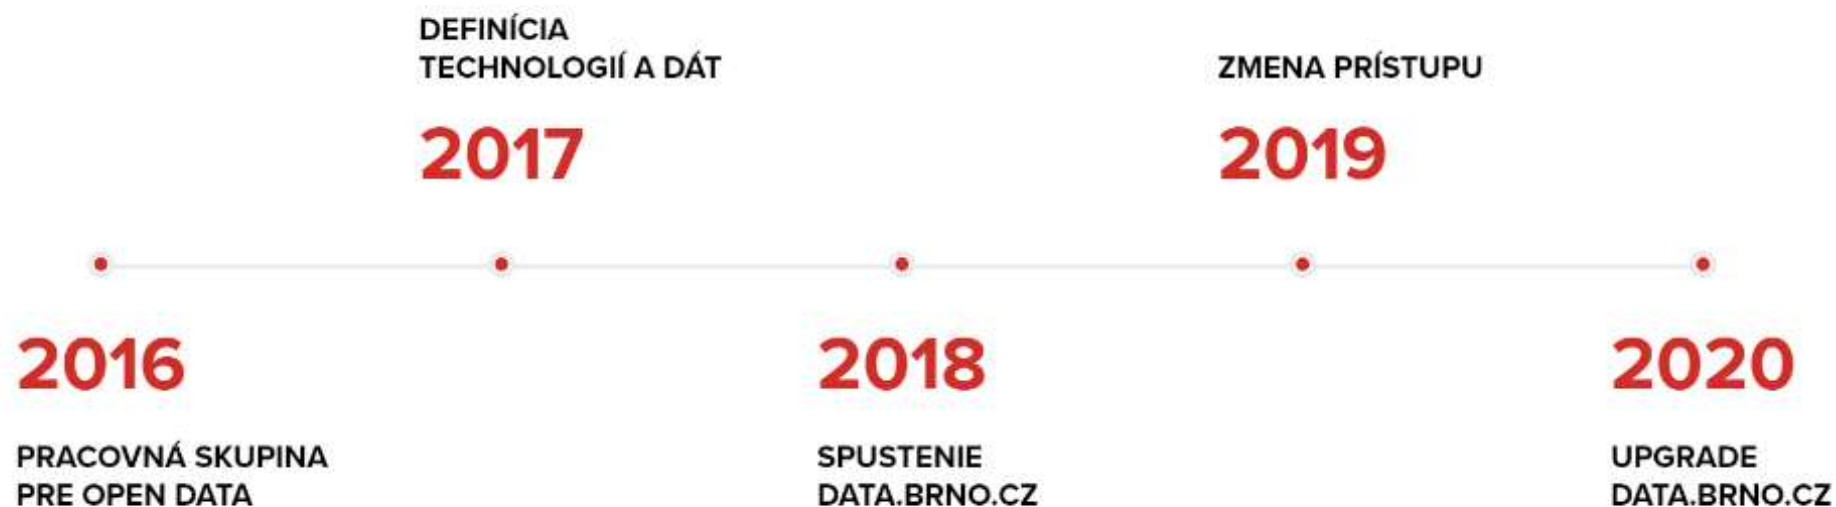 DEFINÍCIA
TECHNOLOGIÍ A DÁT
2017
ZMENA PRÍSTUPU
2019
2016
PRACOVNÁ SKUPINA
PRE OPEN DATA
2018
SPUSTENIE
DATA.BRNO.CZ
2020
UPGRADE
DATA.BRNO.CZ